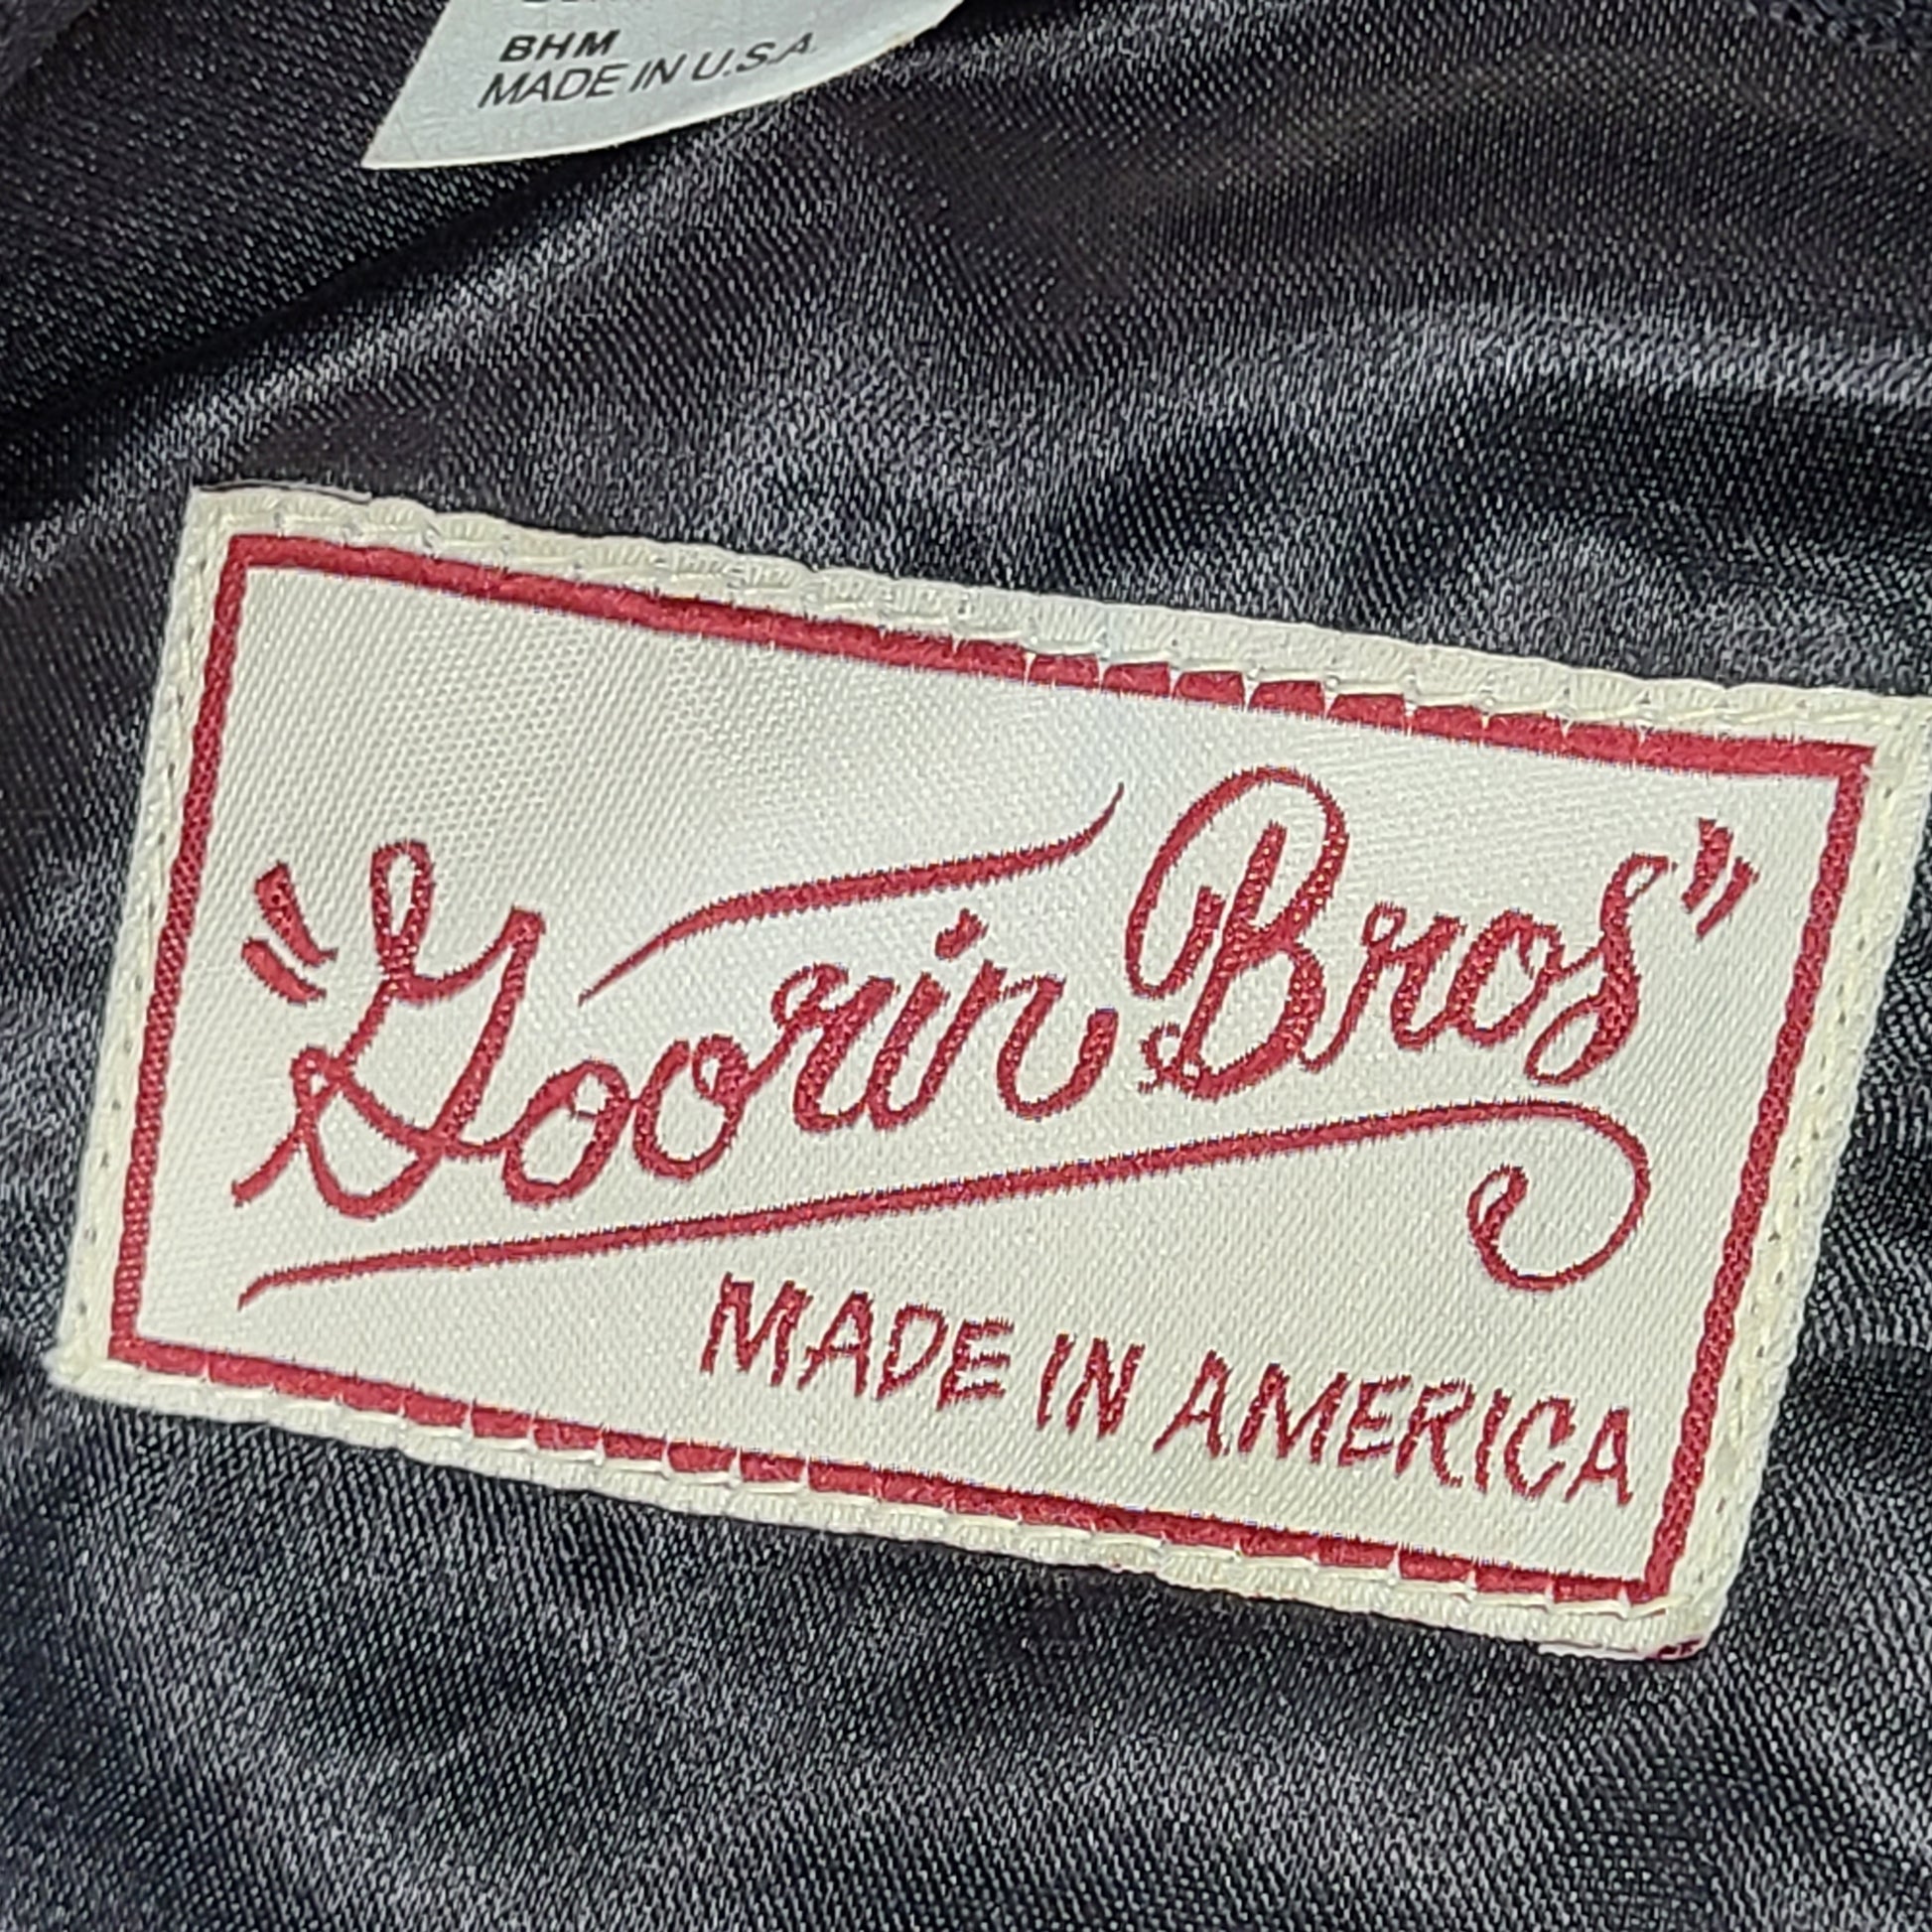 BHM
MADE IN U.S.A.
"Goorin Bros"
MADE IN AMERICA